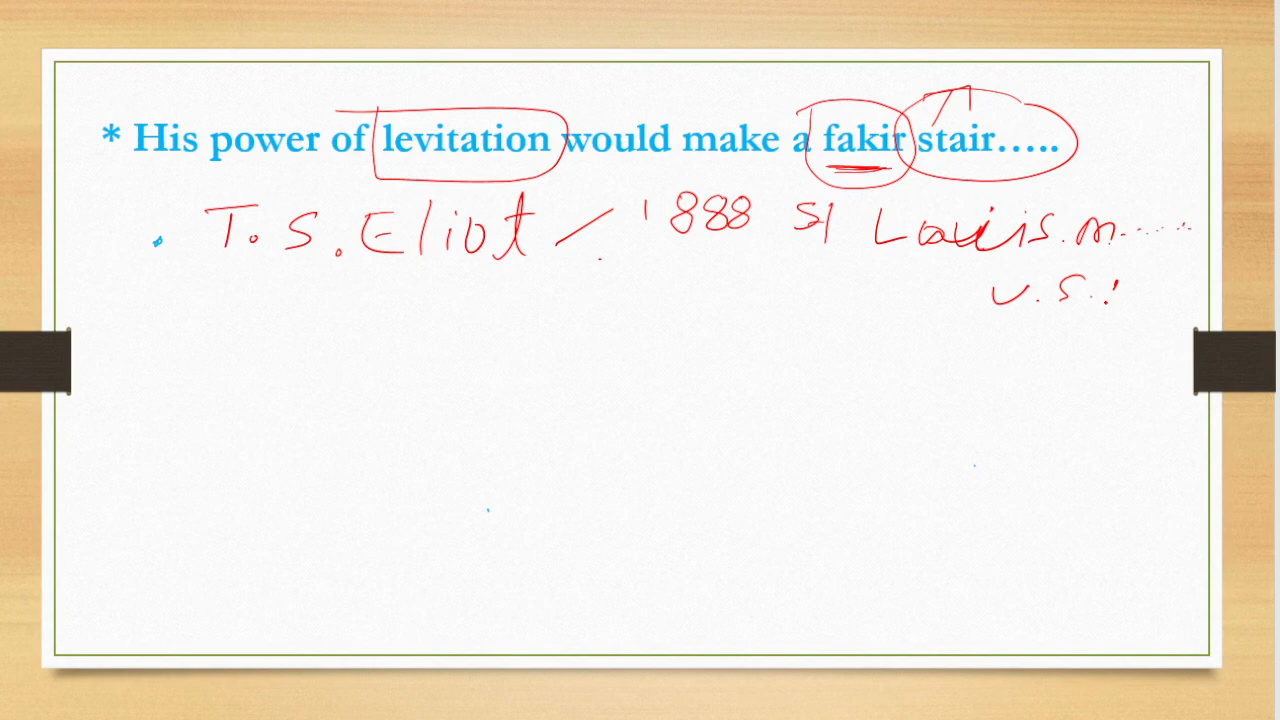 * His power of levitation would make a fakir stair.....
T. S. Eliot / 1888 St Louis. m......
U.S.